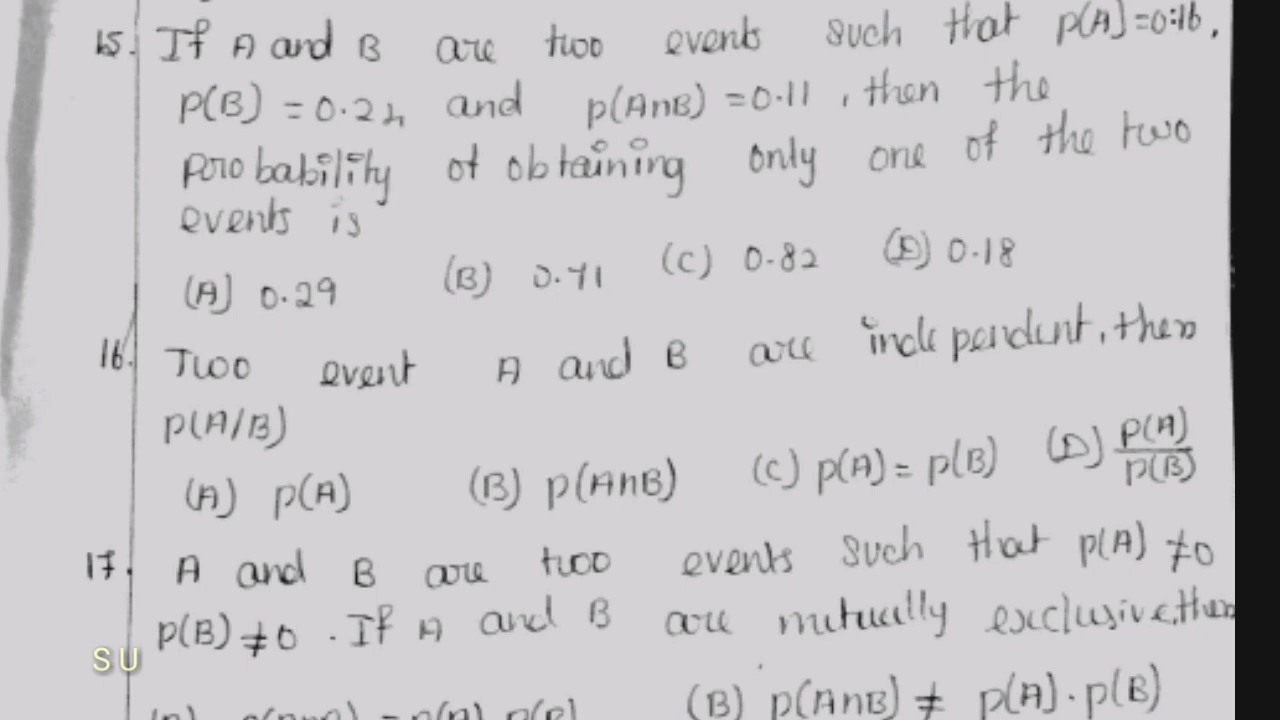 15. If A and B are two events such that p(A)=0.16,
P(B) = 0.24 and p(A∩B) = 0.11, then the
probability of obtaining only one of the two
events is
(A) 0.29 (B) 0.71 (C) 0.82 (D) 0.18
16. Two event A and B are independent, then
p(A/B)
(A) p(A) (B) p(A∩B) (C) p(A) = p(B) (D) p(A)/p(B)
17. A and B are two events such that p(A) ≠0
p(B) ≠0 . If A and B are mutually exclusive, then
SU
(B) p(A∩B) ≠ p(A).p(B)